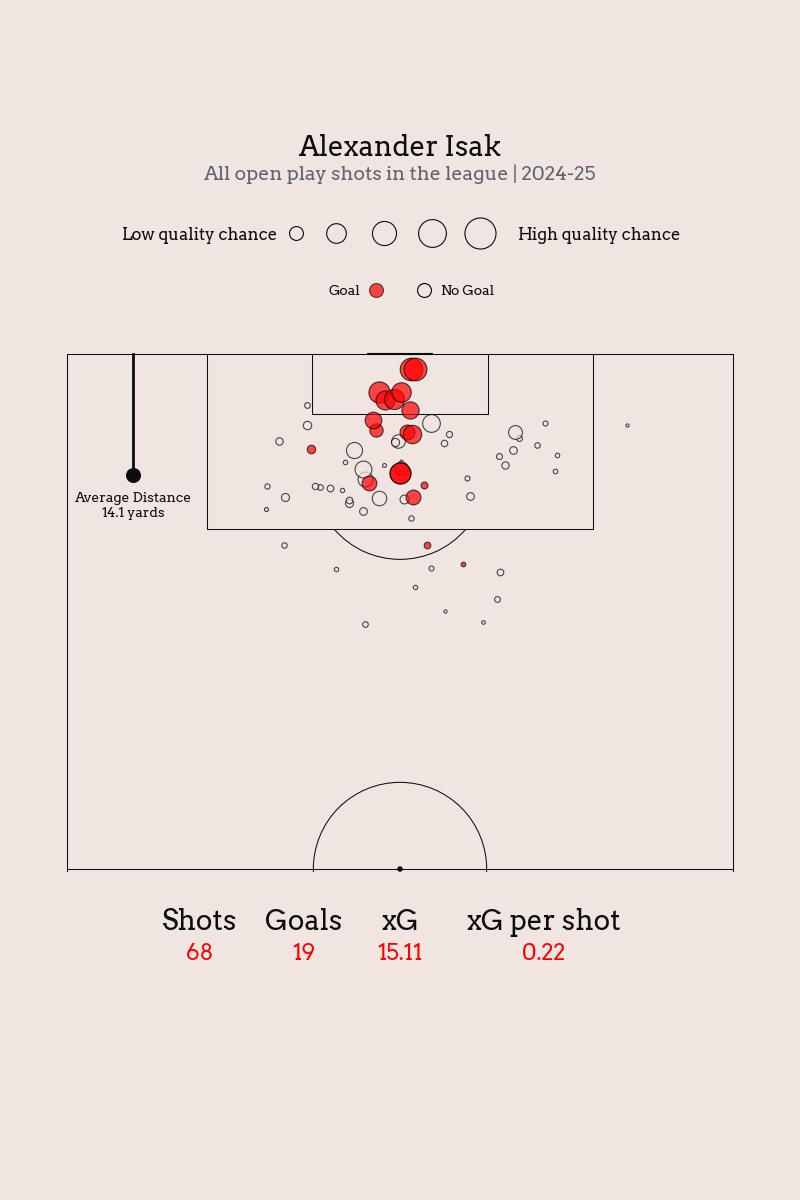 Alexander Isak
All open play shots in the league | 2024-25
Low quality chance High quality chance
Goal No Goal
Average Distance
14.1 yards
Shots Goals xG xG per shot
68 19 15.11 0.22